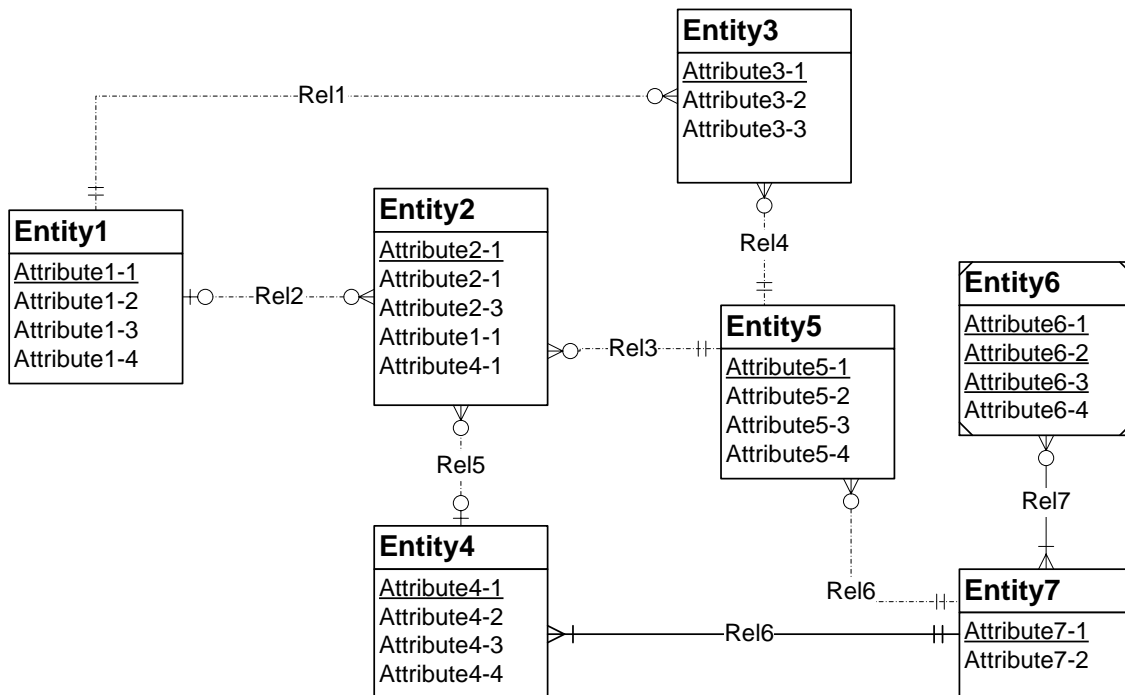 Entity3
Attribute3-1
Attribute3-2
Attribute3-3
Rel1
Entity1
Attribute1-1
Attribute1-2
Attribute1-3
Attribute1-4
Rel2
Entity2
Attribute2-1
Attribute2-1
Attribute2-3
Attribute1-1
Attribute4-1
Rel4
Rel3
Entity5
Attribute5-1
Attribute5-2
Attribute5-3
Attribute5-4
Entity6
Attribute6-1
Attribute6-2
Attribute6-3
Attribute6-4
Rel5
Rel7
Entity4
Attribute4-1
Attribute4-2
Attribute4-3
Attribute4-4
Rel6
Rel6
Entity7
Attribute7-1
Attribute7-2